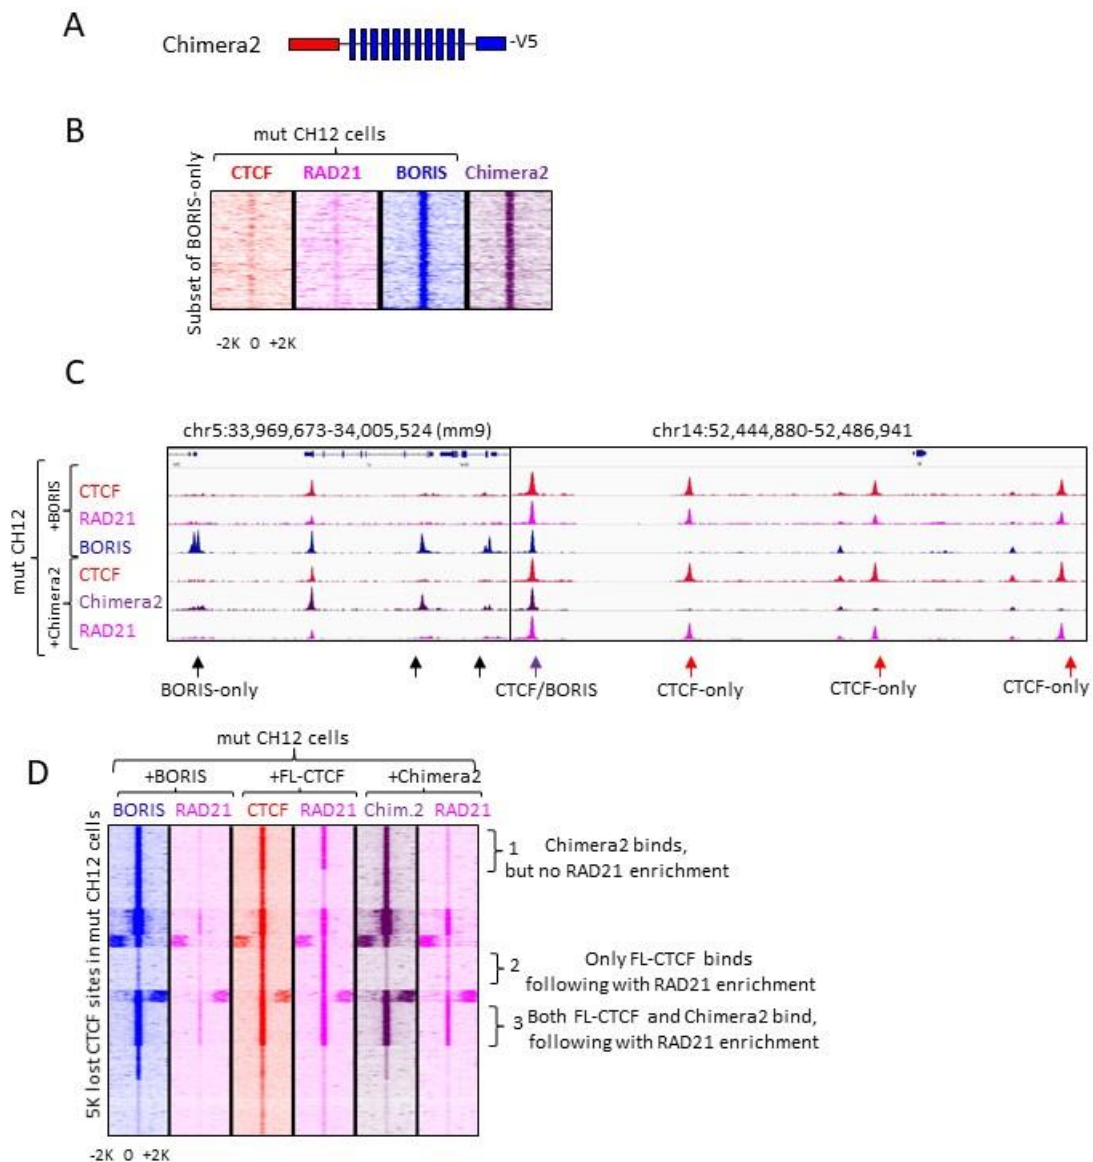 A
Chimera2
-V5
B
mut CH12 cells
CTCF RAD21 BORIS Chimera2
Subset of BORIS-only
-2K 0 +2K
C
chr5:33,969,673-34,005,524 (mm9)
chr14:52,444,880-52,486,941
mut CH12
+BORIS
CTCF
RAD21
BORIS
+Chimera2
CTCF
Chimera2
RAD21
BORIS-only
CTCF/BORIS
CTCF-only
CTCF-only
CTCF-only
D
mut CH12 cells
+BORIS +FL-CTCF +Chimera2
BORIS RAD21 CTCF RAD21 Chim.2 RAD21
5K lost CTCF sites in mut CH12 cells
1 Chimera2 binds,
but no RAD21 enrichment
2 Only FL-CTCF binds
following with RAD21 enrichment
3 Both FL-CTCF and Chimera2 bind,
following with RAD21 enrichment
-2K 0 +2K